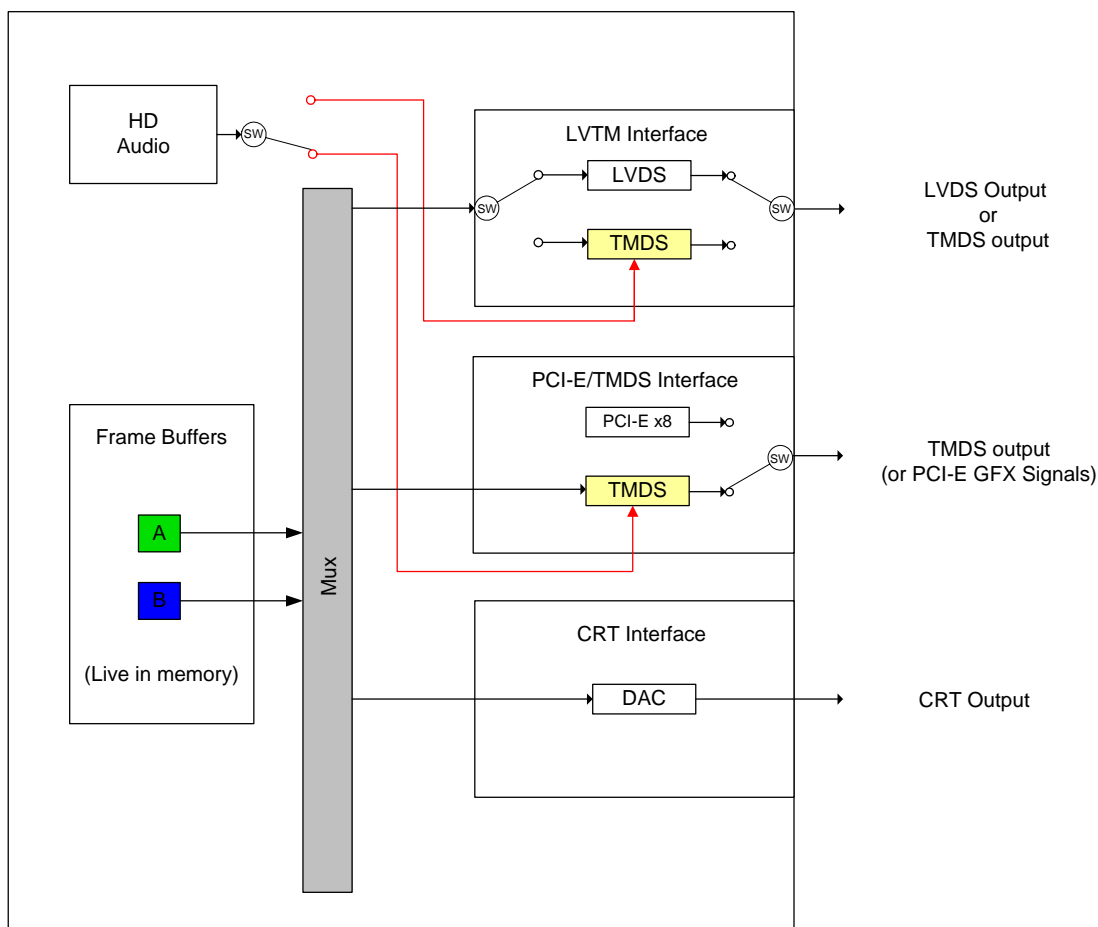 HD
Audio
SW
LVTM Interface
LVDS
SW
SW
TMDS
LVDS Output
or
TMDS output
PCI-E/TMDS Interface
PCI-E x8
SW
TMDS
TMDS output
(or PCI-E GFX Signals)
Frame Buffers
A
B
(Live in memory)
Mux
CRT Interface
DAC
CRT Output